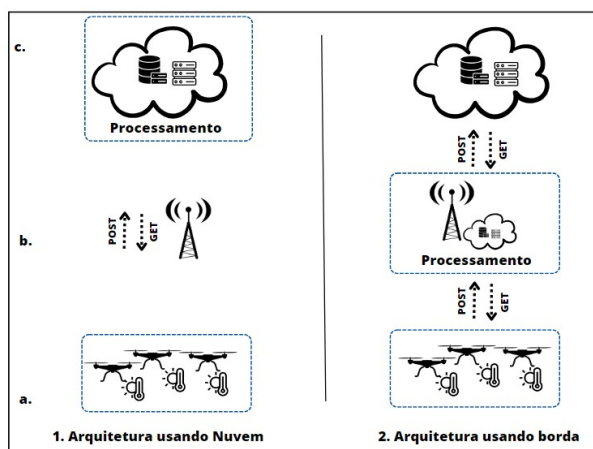 c.
Processamento
POST
GET
b.
POST
GET
Processamento
POST
GET
a.
1. Arquitetura usando Nuvem
2. Arquitetura usando borda